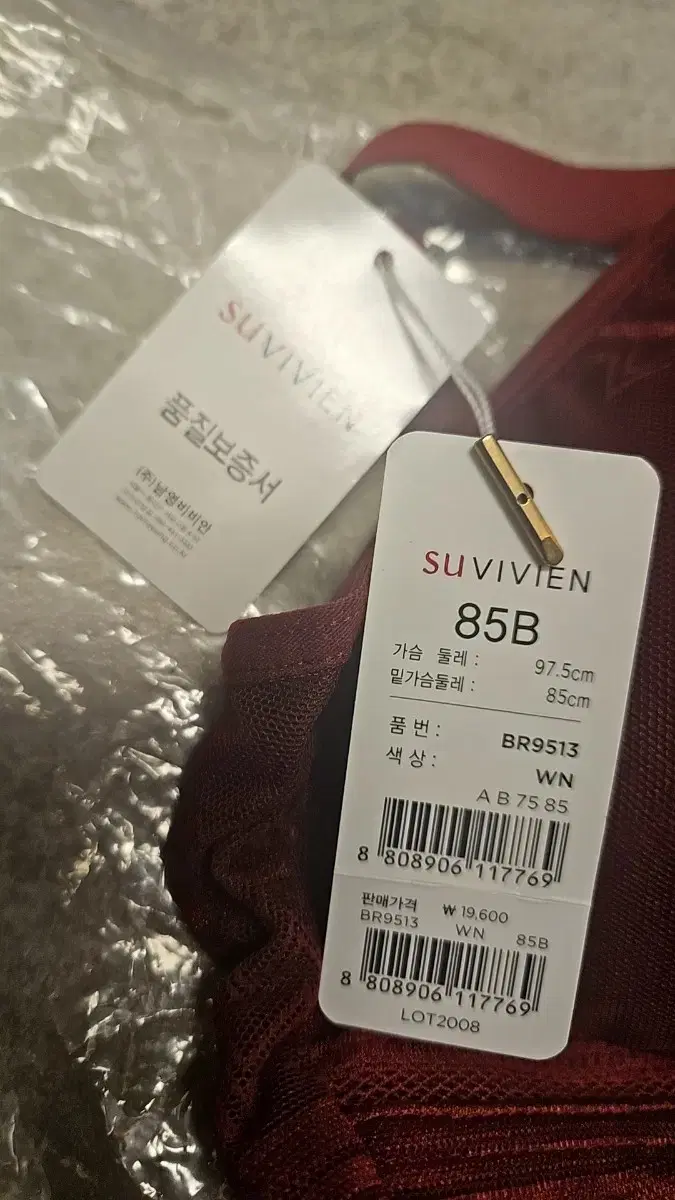 suVIVIEN
품질보증서
(주)남영비비안
suVIVIEN
85B
가슴 둘레 : 97.5cm
밑가슴둘레 : 85cm
품 번 : BR9513
색 상 : WN
A B 75 85
8 808906 117769
판매가격 ₩ 19,600
BR9513 WN 85B
8 808906 117769
LOT2008